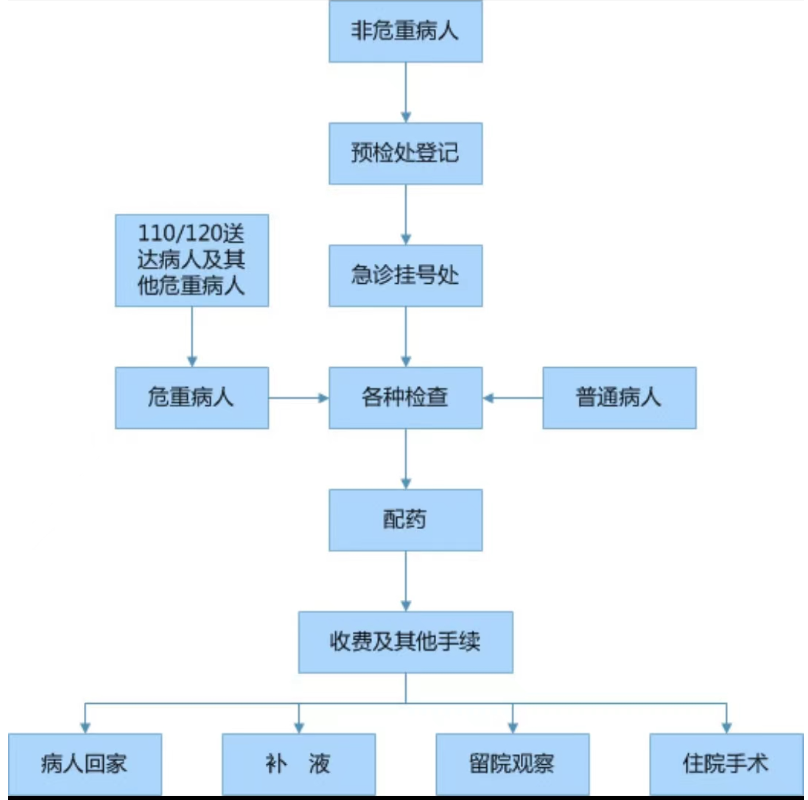 非危重病人
预检处登记
110/120送
达病人及其
他危重病人
急诊挂号处
危重病人
各种检查
普通病人
配药
收费及其他手续
病人回家
补 液
留院观察
住院手术